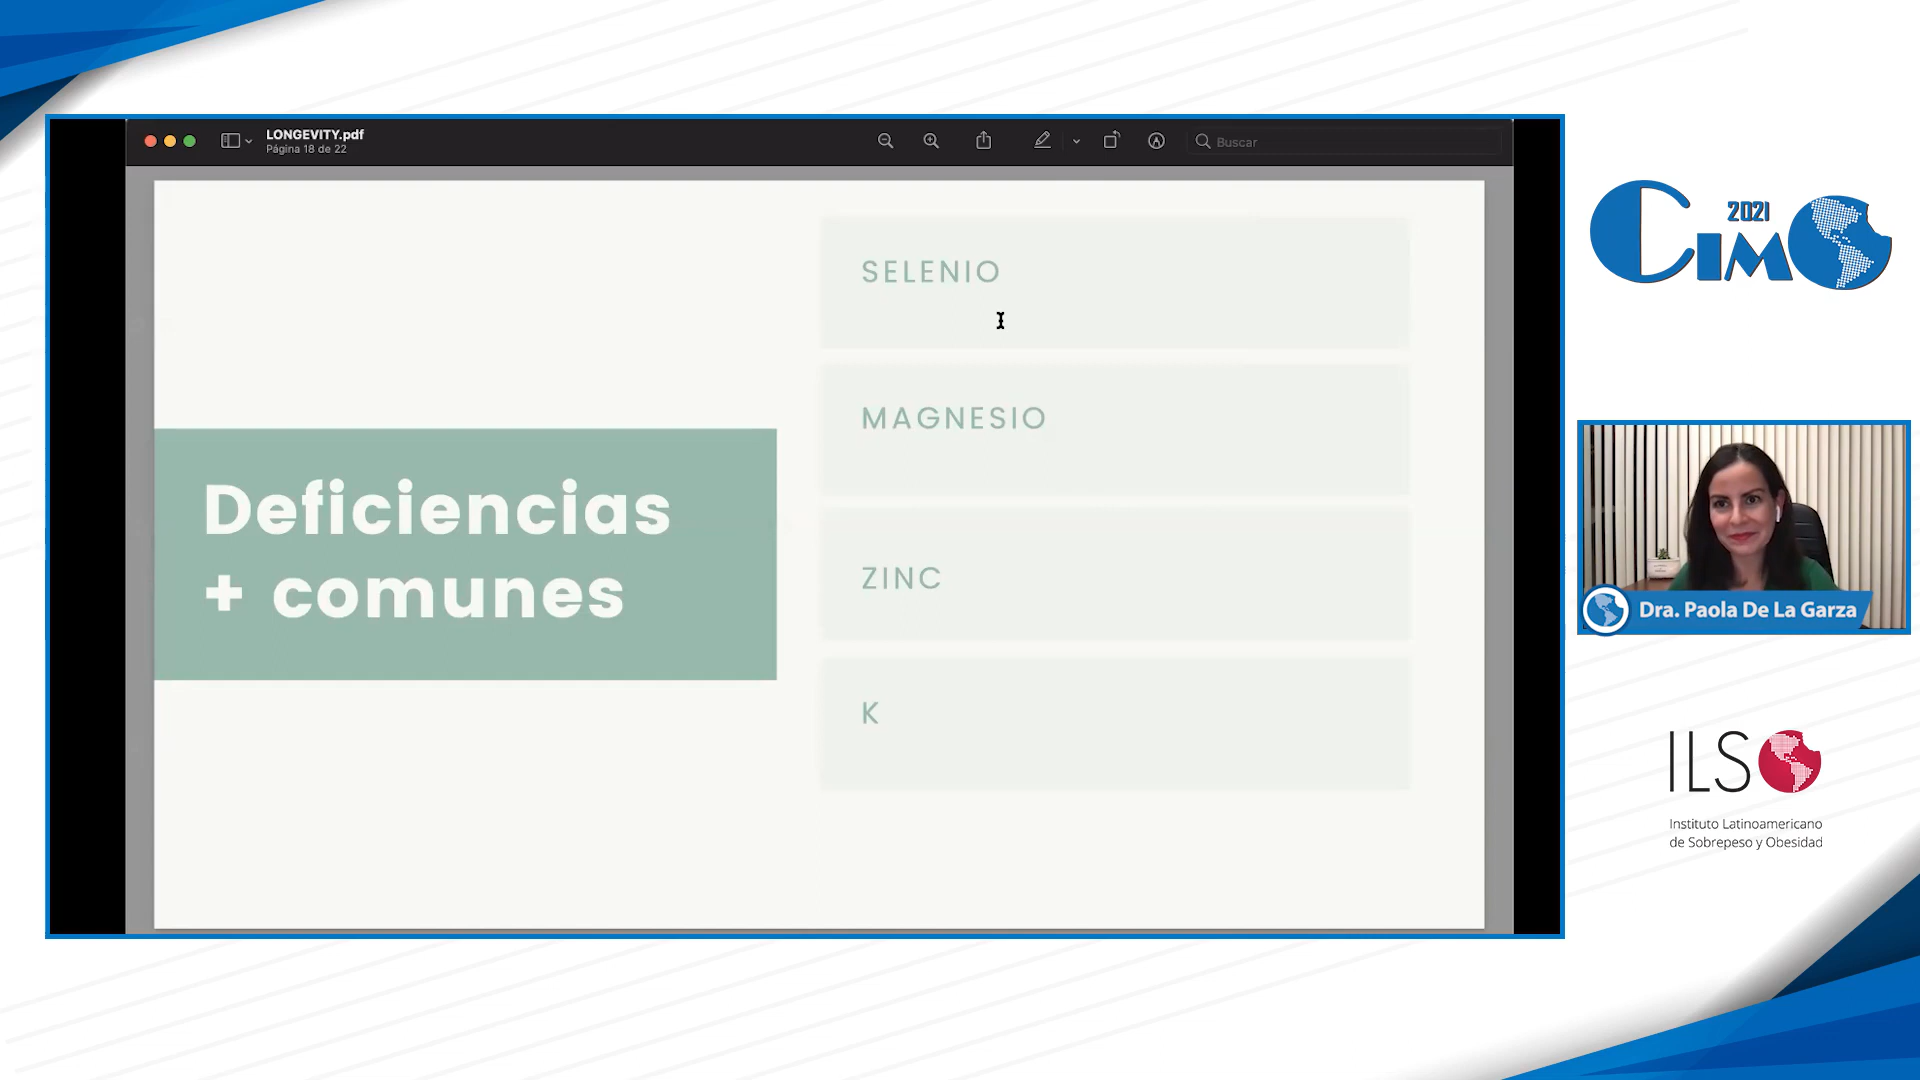 LONGEVITY.pdf
Página 18 de 22
Buscar
SELENIO
MAGNESIO
ZINC
K
Deficiencias
+ comunes
2021
CIMO
Dra. Paola De La Garza
ILSO
Instituto Latinoamericano
de Sobrepeso y Obesidad